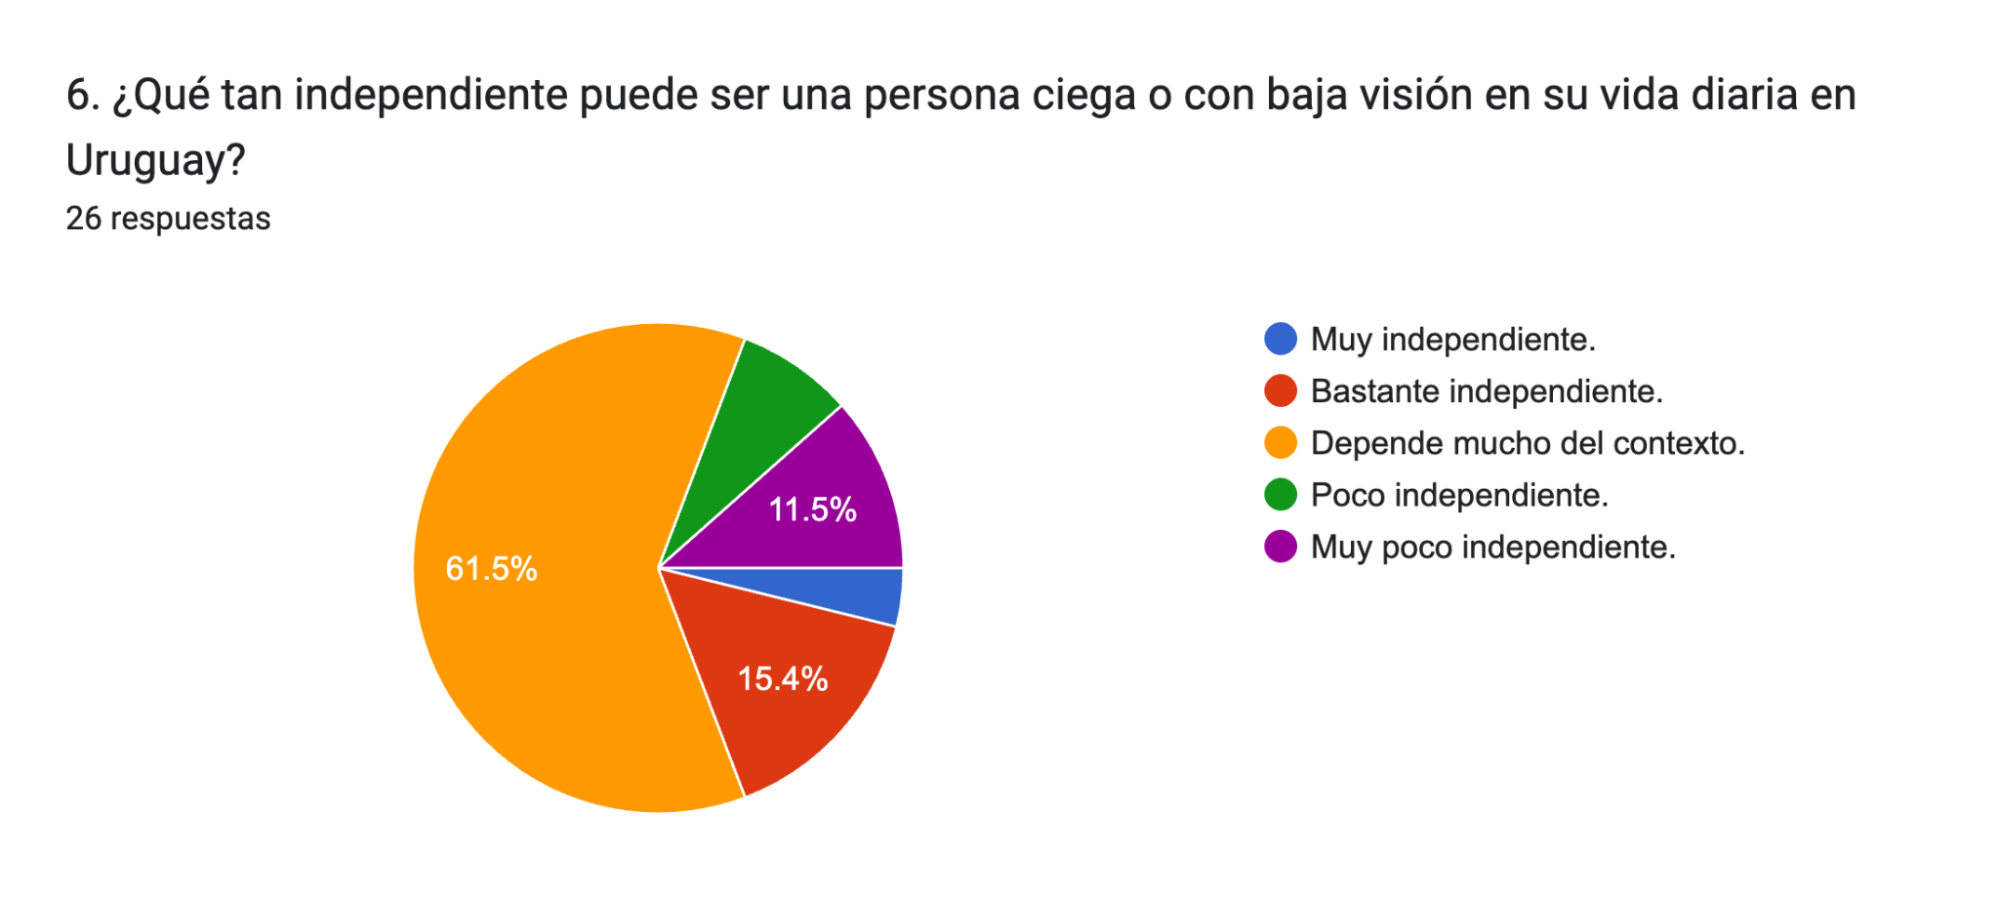 6. ¿Qué tan independiente puede ser una persona ciega o con baja visión en su vida diaria en
Uruguay?
26 respuestas
Muy independiente.
Bastante independiente.
Depende mucho del contexto.
Poco independiente.
Muy poco independiente.
11.5%
61.5%
15.4%